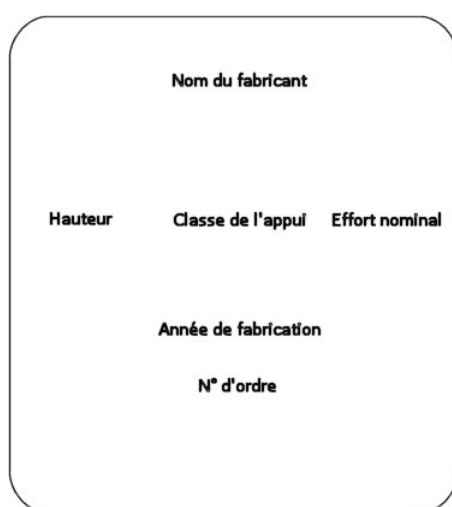 Nom du fabricant
Hauteur Classe de l'appui Effort nominal
Année de fabrication
N° d'ordre